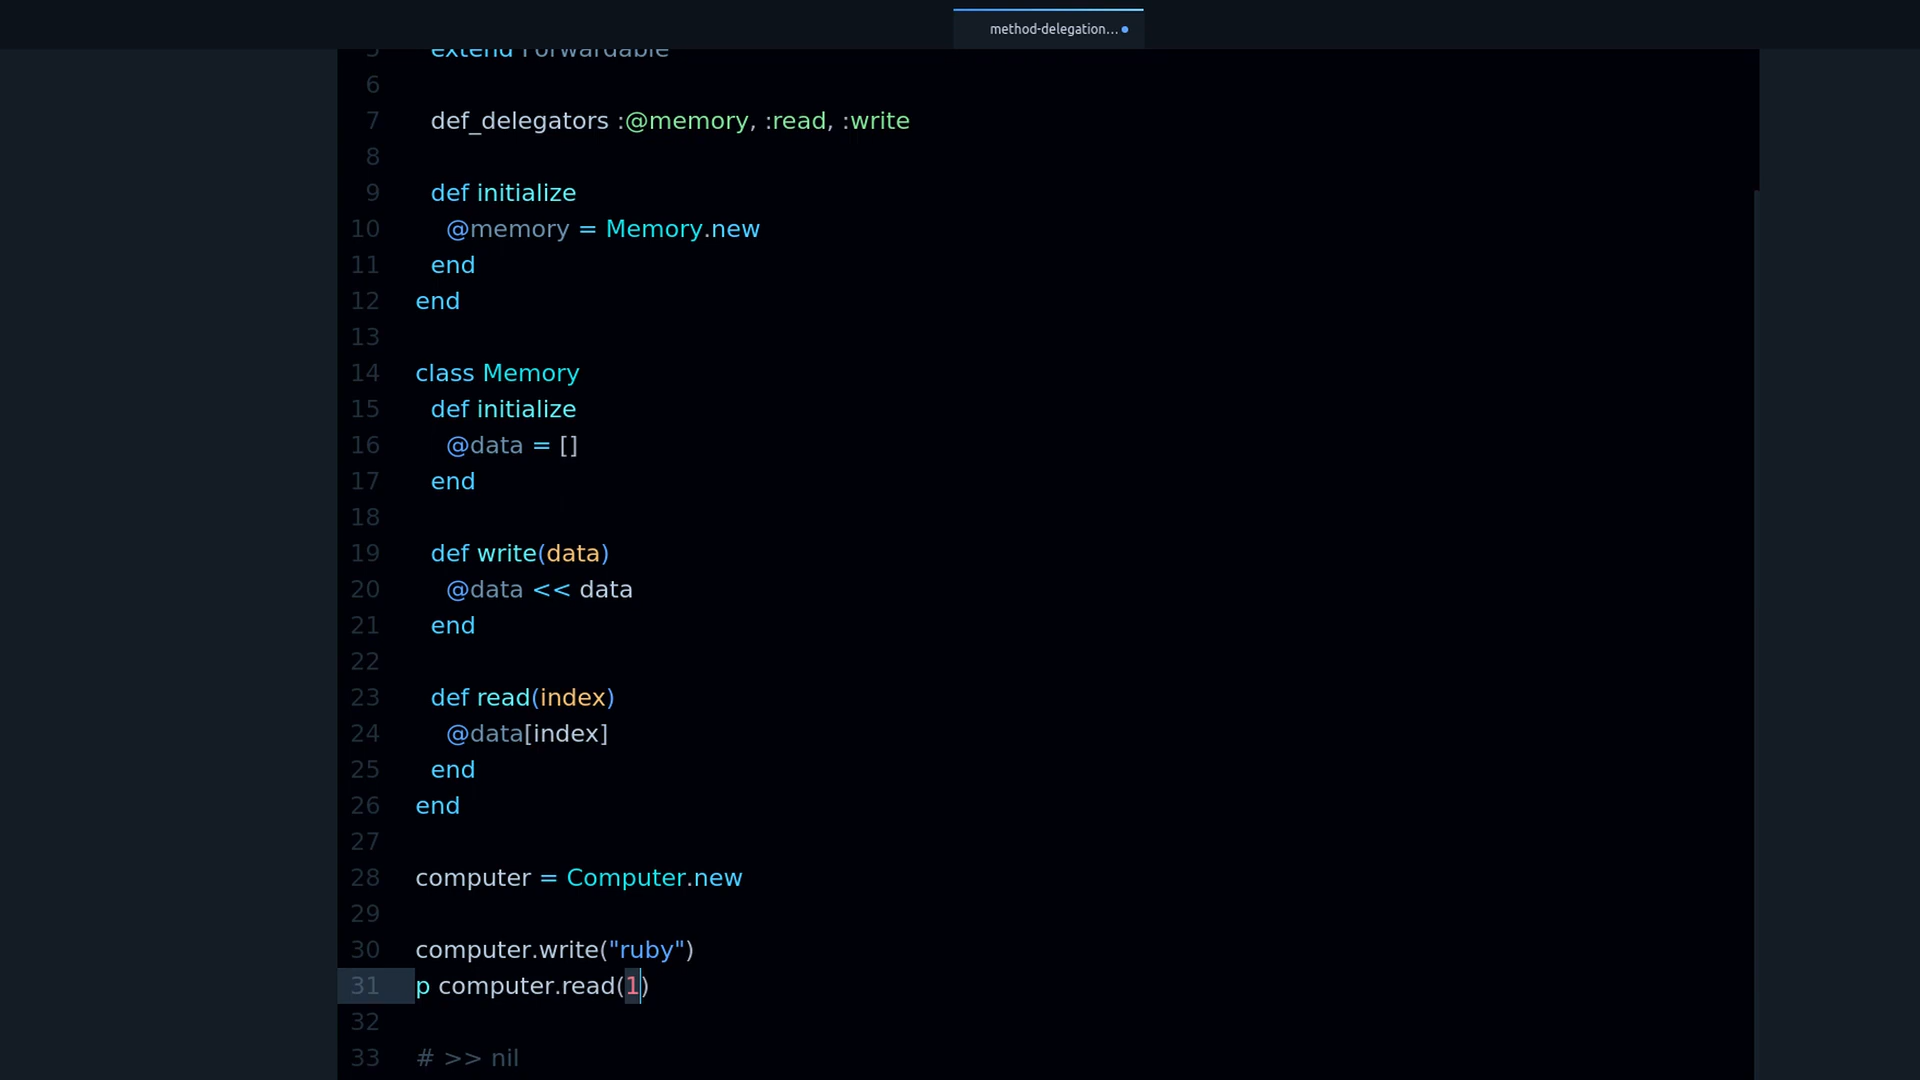 method-delegation...
5 extend Forwardable
6
7 def_delegators :@memory, :read, :write
8
9 def initialize
10 @memory = Memory.new
11 end
12 end
13
14 class Memory
15 def initialize
16 @data = []
17 end
18
19 def write(data)
20 @data << data
21 end
22
23 def read(index)
24 @data[index]
25 end
26 end
27
28 computer = Computer.new
29
30 computer.write("ruby")
31 p computer.read(1)
32
33 # >> nil